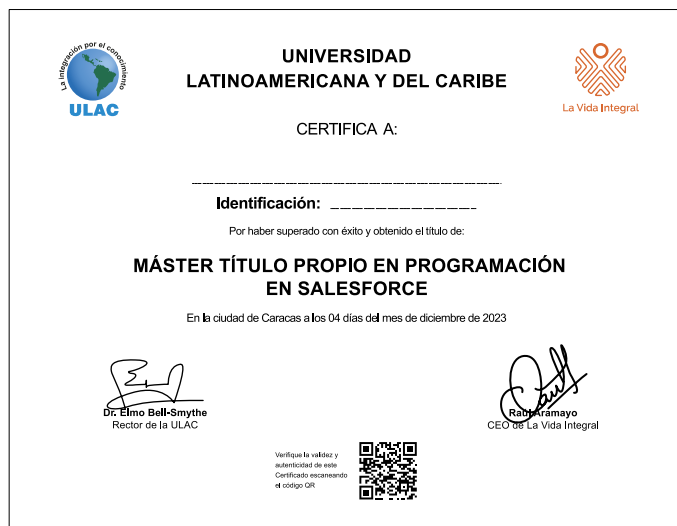 La integración por el conocimiento
ULAC
UNIVERSIDAD
LATINOAMERICANA Y DEL CARIBE
La Vida Integral
CERTIFICA A:
Identificación:
Por haber superado con éxito y obtenido el título de:
MÁSTER TÍTULO PROPIO EN PROGRAMACIÓN
EN SALESFORCE
En la ciudad de Caracas a los 04 días del mes de diciembre de 2023
Dr. Elmo Bell-Smythe
Rector de la ULAC
Raúl Aramayo
CEO de La Vida Integral
Verifique la validez y
autenticidad de este
Certificado escaneando
el código QR